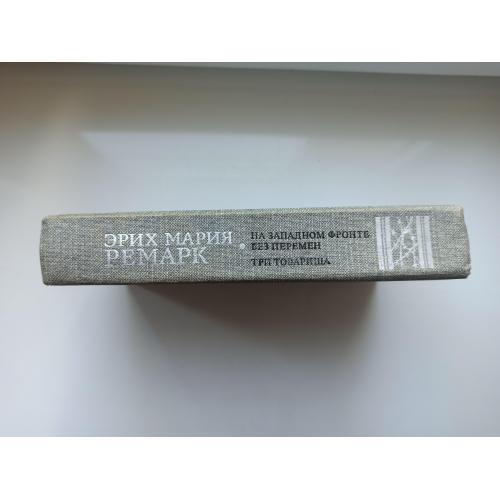 ЭРИХ МАРИЯ
РЕМАРК
НА ЗАПАДНОМ ФРОНТЕ
БЕЗ ПЕРЕМЕН
ТРИ ТОВАРИЩА